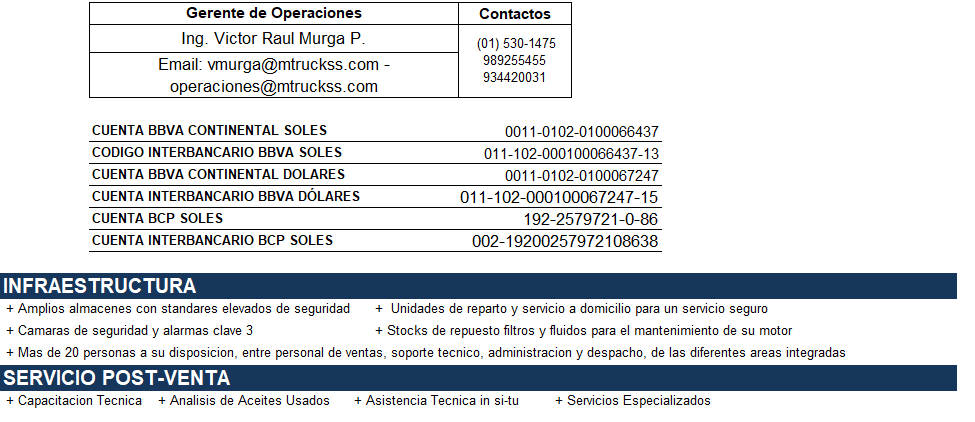 Gerente de Operaciones
Contactos
Ing. Victor Raul Murga P.
Email: vmurga@mtruckss.com -
operaciones@mtruckss.com
(01) 530-1475
989255455
934420031
CUENTA BBVA CONTINENTAL SOLES 0011-0102-0100066437
CODIGO INTERBANCARIO BBVA SOLES 011-102-000100066437-13
CUENTA BBVA CONTINENTAL DOLARES 0011-0102-0100067247
CUENTA INTERBANCARIO BBVA DÓLARES 011-102-000100067247-15
CUENTA BCP SOLES 192-2579721-0-86
CUENTA INTERBANCARIO BCP SOLES 002-19200257972108638
INFRAESTRUCTURA
+ Amplios almacenes con standares elevados de seguridad + Unidades de reparto y servicio a domicilio para un servicio seguro
+ Camaras de seguridad y alarmas clave 3 + Stocks de repuesto filtros y fluidos para el mantenimiento de su motor
+ Mas de 20 personas a su disposicion, entre personal de ventas, soporte tecnico, administracion y despacho, de las diferentes areas integradas
SERVICIO POST-VENTA
+ Capacitacion Tecnica + Analisis de Aceites Usados + Asistencia Tecnica in si-tu + Servicios Especializados